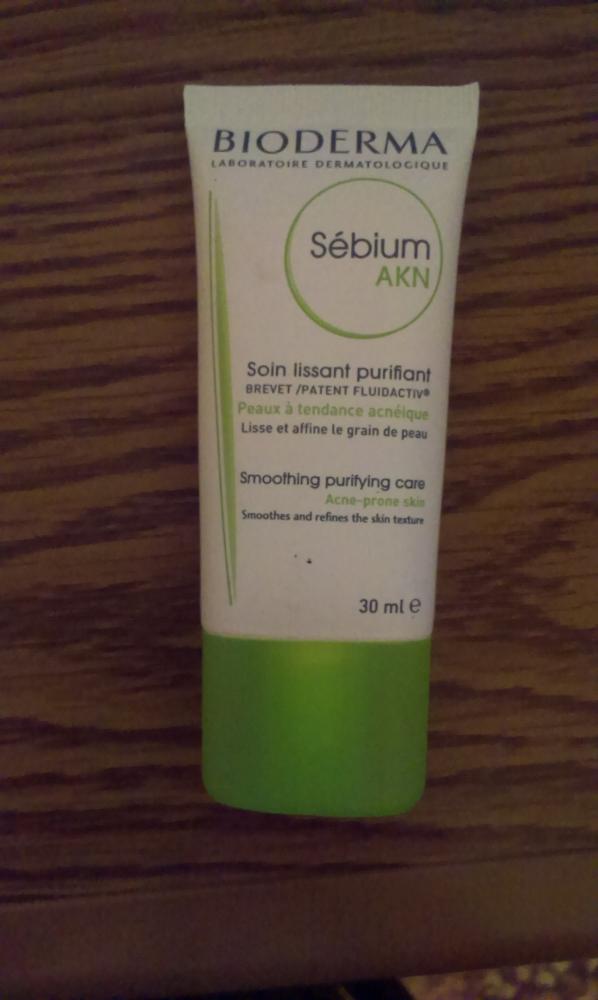 BIODERMA
LABORATOIRE DERMATOLOGIQUE
Sébium
AKN
Soin lissant purifiant
BREVET /PATENT FLUIDACTIV®
Peaux à tendance acnéique
Lisse et affine le grain de peau
Smoothing purifying care
Acne-prone skin
Smoothes and refines the skin texture
30 ml e